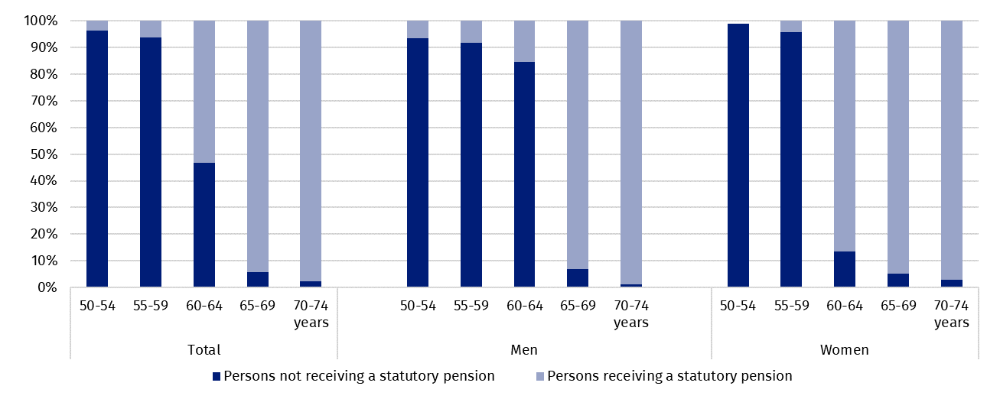 100%
90%
80%
70%
60%
50%
40%
30%
20%
10%
0%
50-54 55-59 60-64 65-69 70-74 50-54 55-59 60-64 65-69 70-74 50-54 55-59 60-64 65-69 70-74
years years years
Total Men Women
Persons not receiving a statutory pension Persons receiving a statutory pension